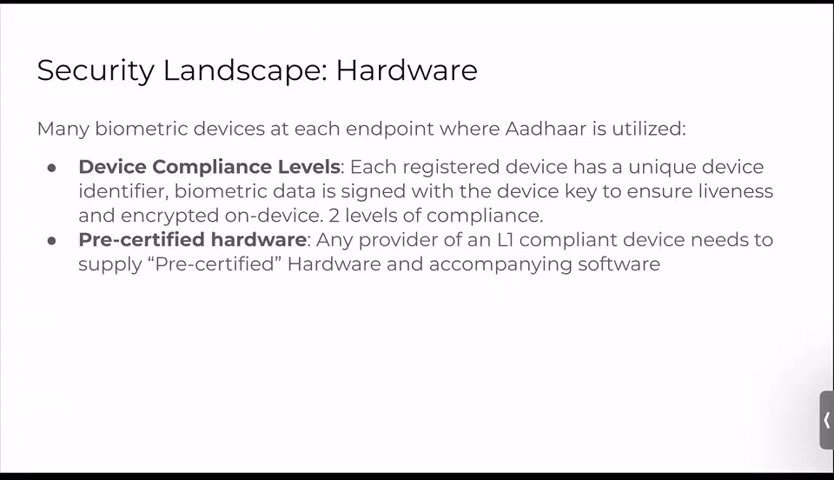 Security Landscape: Hardware
Many biometric devices at each endpoint where Aadhaar is utilized:
● Device Compliance Levels: Each registered device has a unique device
identifier, biometric data is signed with the device key to ensure liveness
and encrypted on-device. 2 levels of compliance.
● Pre-certified hardware: Any provider of an L1 compliant device needs to
supply “Pre-certified” Hardware and accompanying software